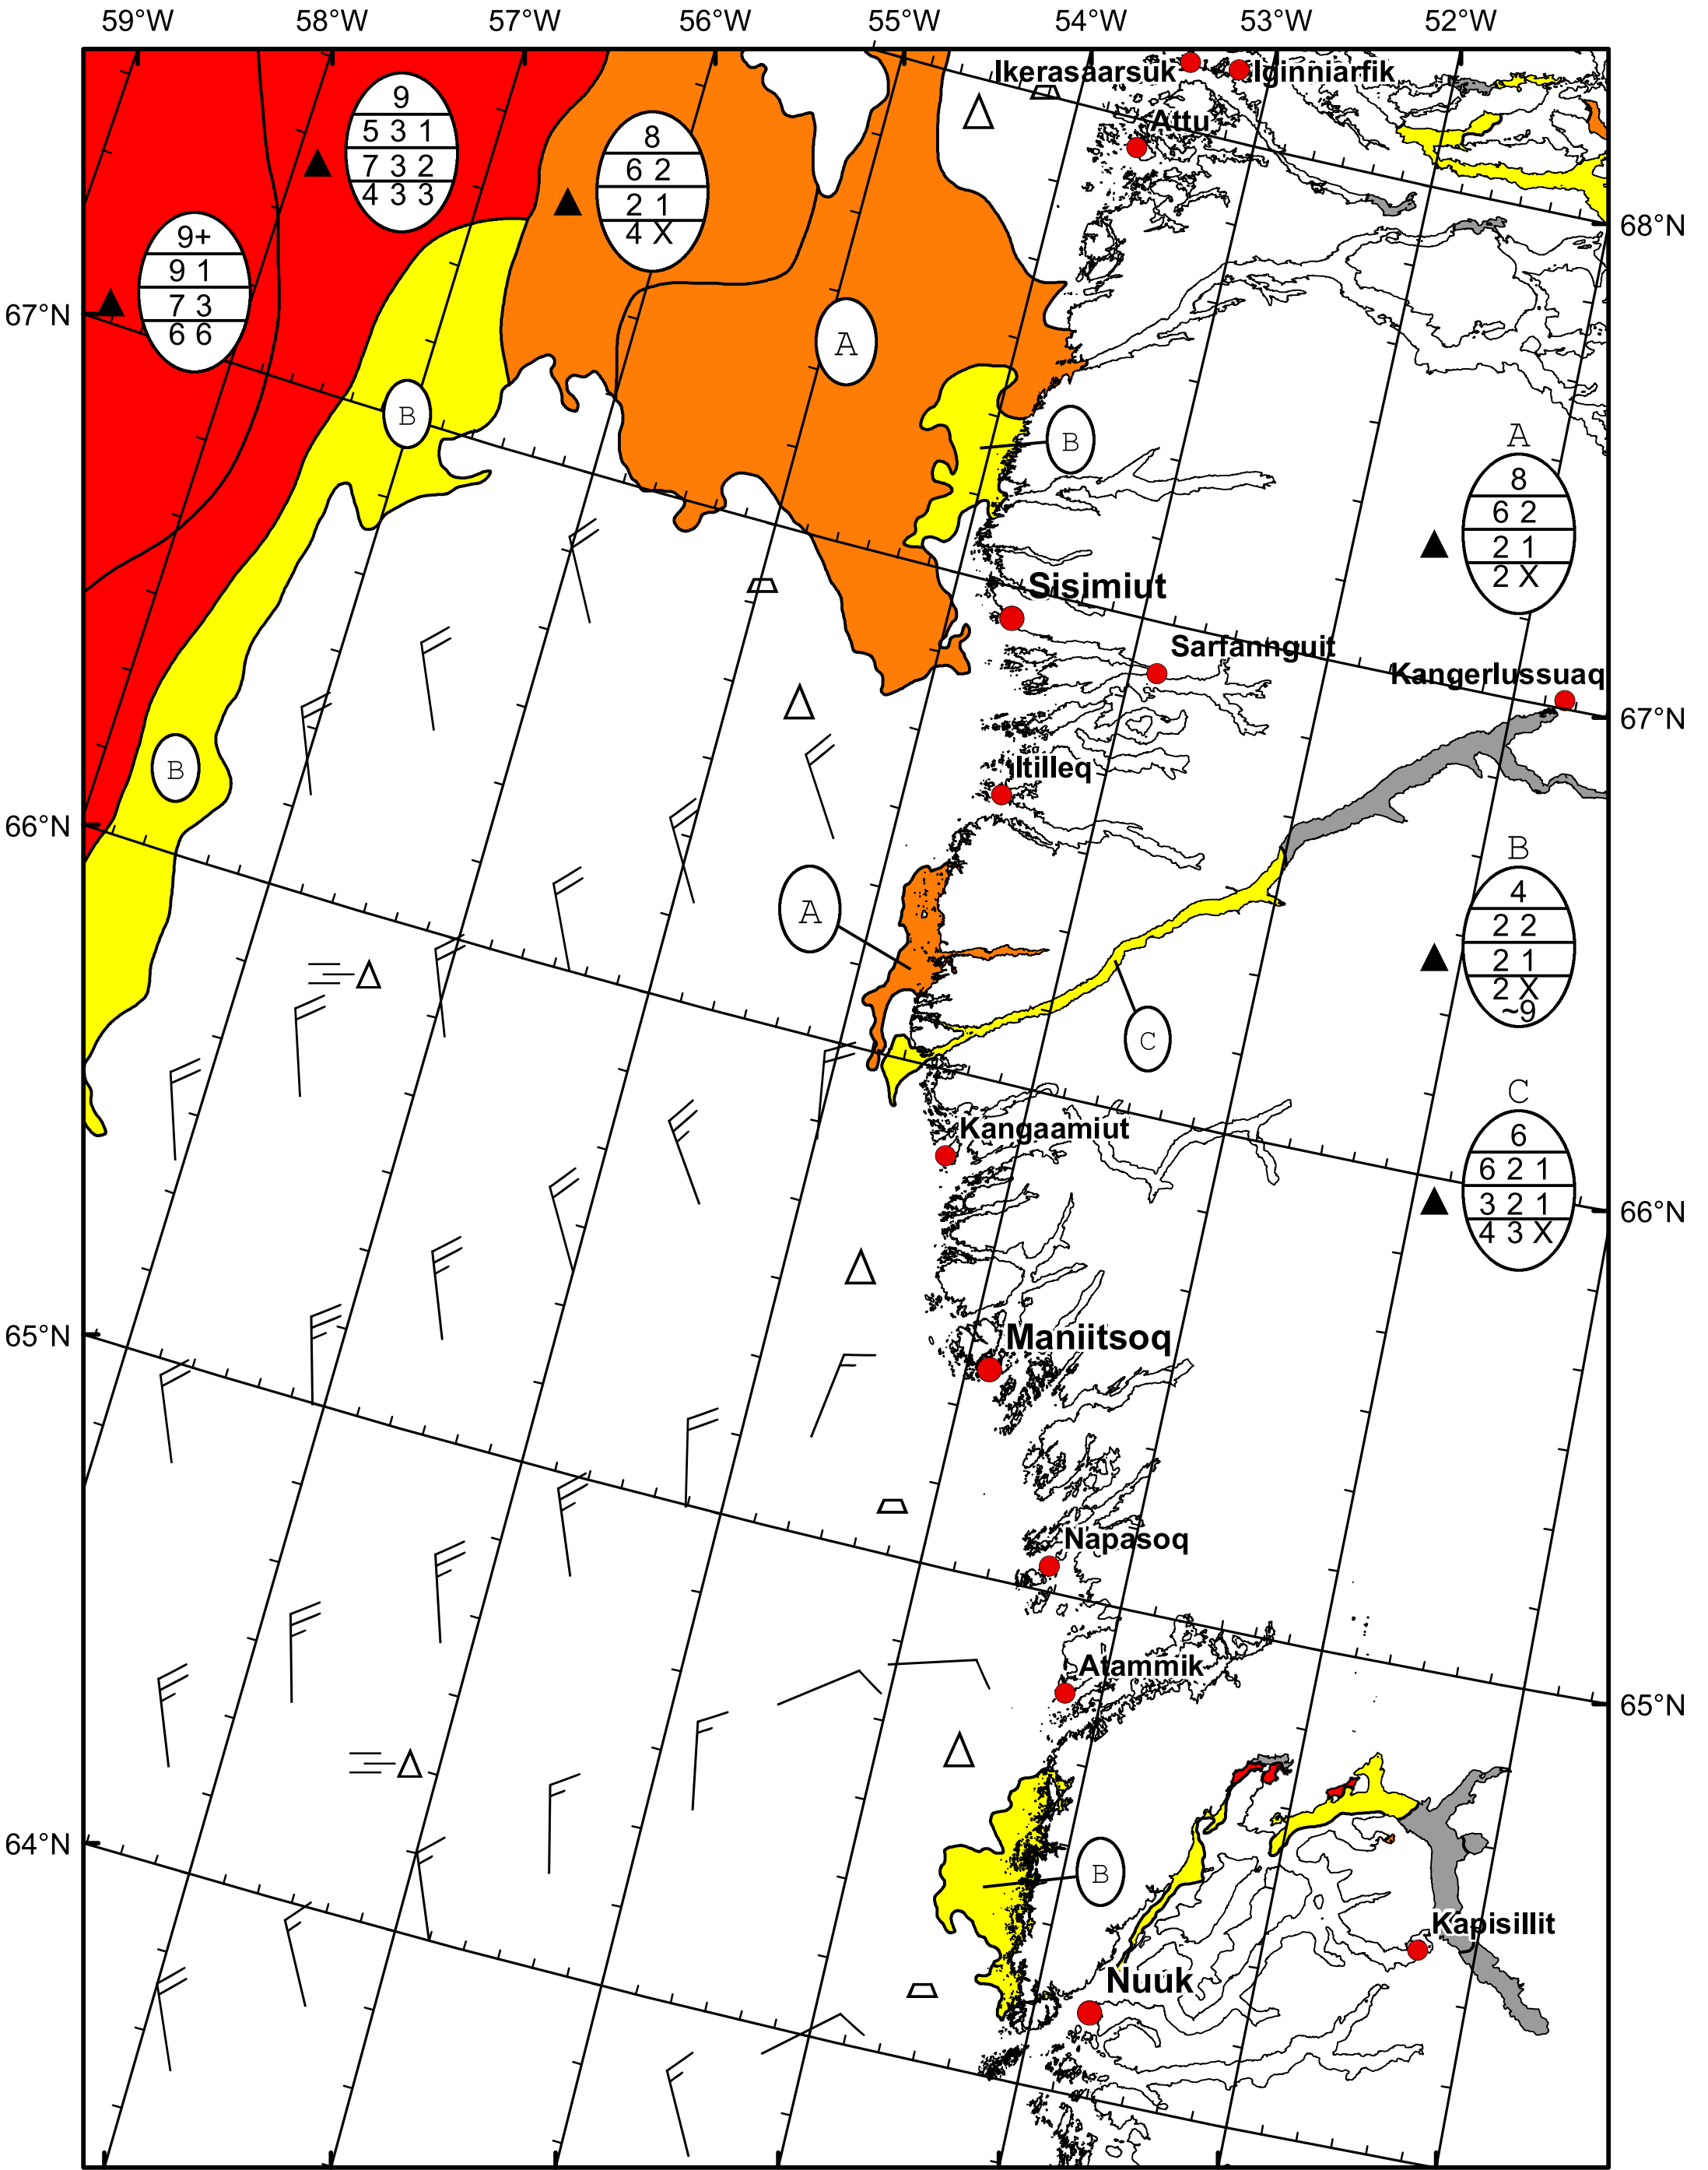 59°W 58°W 57°W 56°W 55°W 54°W 53°W 52°W
Ikerasaarsuk Iginniarfik
Attu
9
5 3 1
7 3 2
4 3 3
8
6 2
2 1
4 X
9+
9 1
7 3
6 6
68°N
67°N
A
B
B
A
8
6 2
2 1
2 X
Sisimiut
Sarfannguit
Kangerlussuaq
67°N
B
Itilleq
66°N
B
4
2 2
2 1
2 X
~9
A
C
C
6
6 2 1
3 2 1
4 3 X
Kangaamiut
66°N
65°N
Maniitsoq
Napasoq
Atammik
65°N
64°N
B
Kapisillit
Nuuk